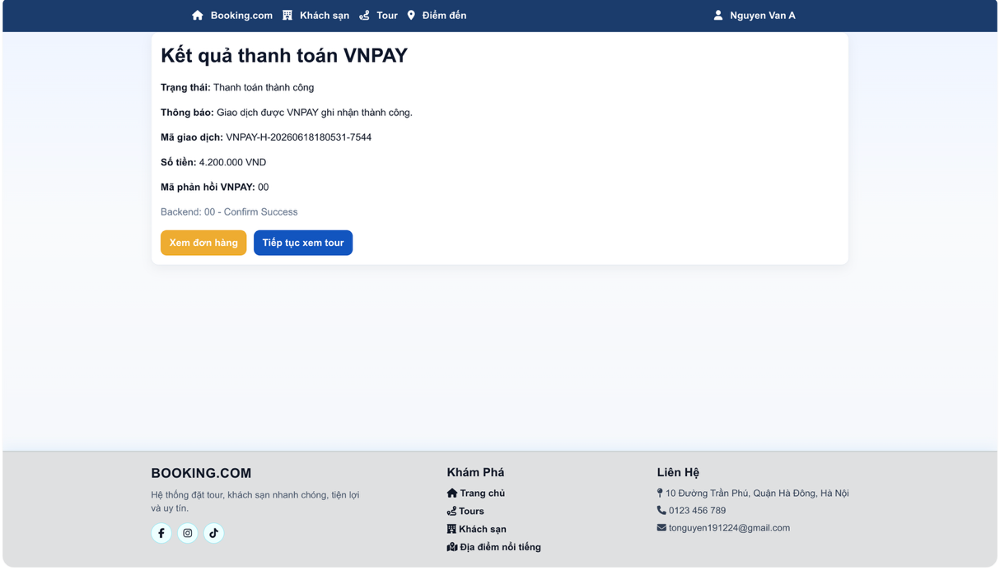 Booking.com Khách sạn Tour Điểm đến Nguyen Van A
Kết quả thanh toán VNPAY
Trạng thái: Thanh toán thành công
Thông báo: Giao dịch được VNPAY ghi nhận thành công.
Mã giao dịch: VNPAY-H-20260618180531-7544
Số tiền: 4.200.000 VND
Mã phản hồi VNPAY: 00
Backend: 00 - Confirm Success
Xem đơn hàng Tiếp tục xem tour
BOOKING.COM
Hệ thống đặt tour, khách sạn nhanh chóng, tiện lợi
và uy tín.
Khám Phá
Trang chủ
Tours
Khách sạn
Địa điểm nổi tiếng
Liên Hệ
10 Đường Trần Phú, Quận Hà Đông, Hà Nội
0123 456 789
tonguyen191224@gmail.com